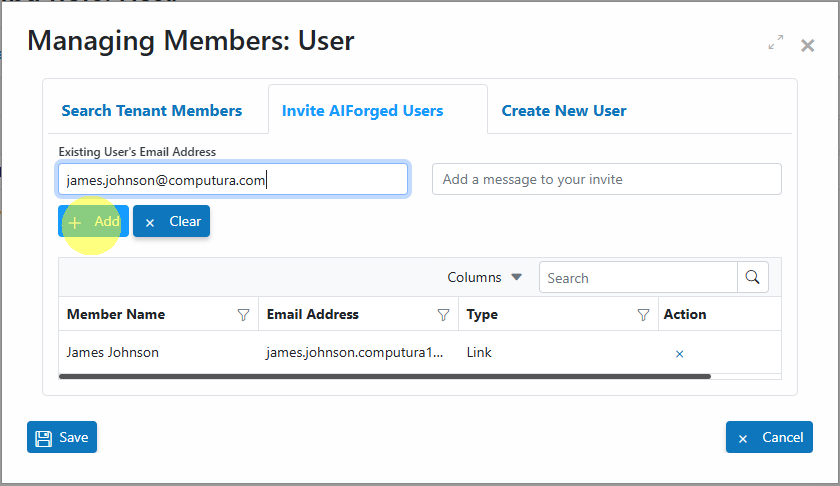 Managing Members: User
Search Tenant Members
Invite AIForged Users
Create New User
Existing User's Email Address
james.johnson@computura.com
Add a message to your invite
+ Add
× Clear
Columns
Search
Member Name
Email Address
Type
Action
James Johnson
james.johnson.computura1...
Link
×
Save
× Cancel